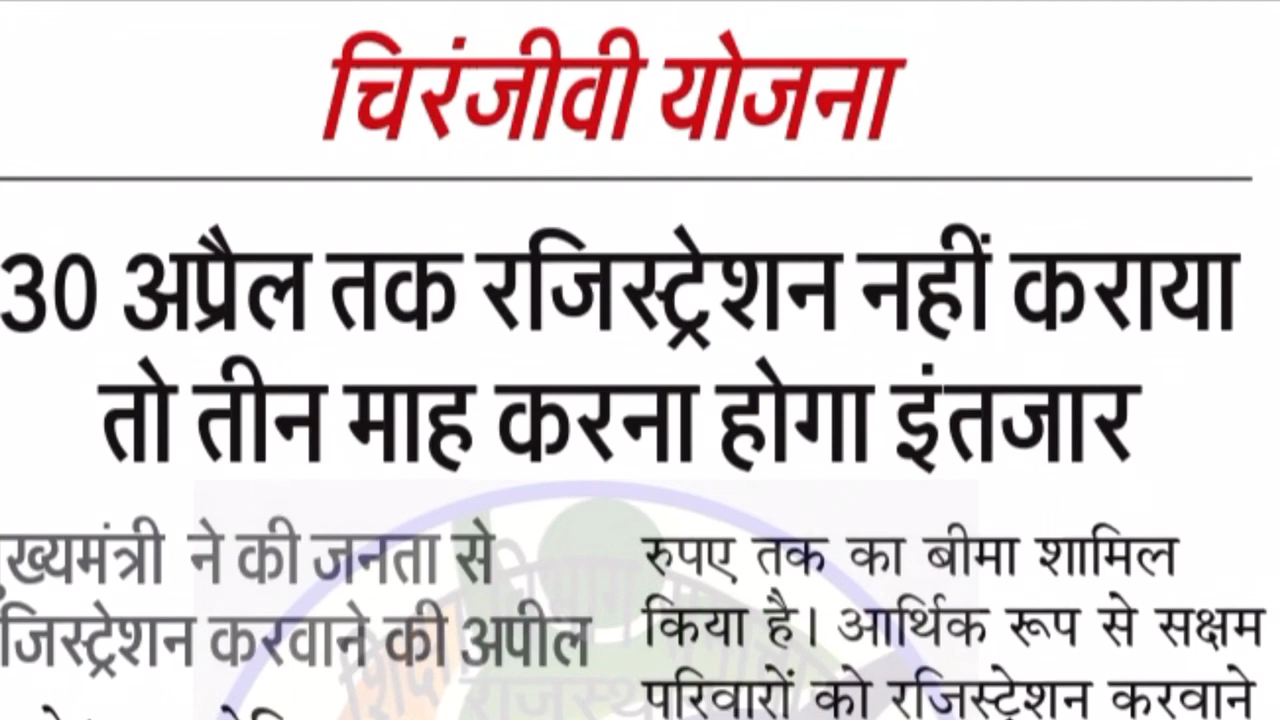 चिरंजीवी योजना
30 अप्रैल तक रजिस्ट्रेशन नहीं कराया
तो तीन माह करना होगा इंतजार
ने की जनता से
करवाने की अपील
रुपए तक का बीमा शामिल
किया है। आर्थिक रूप से सक्षम
परिवारों को रजिस्ट्रेशन करवाने